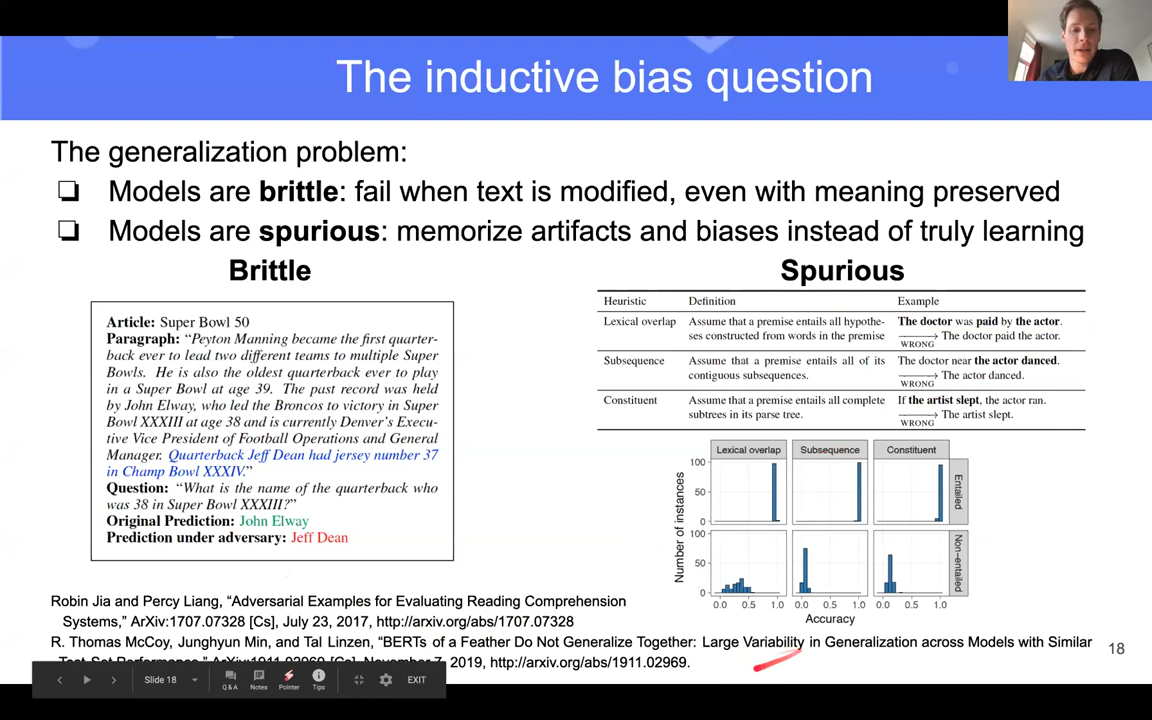 The inductive bias question
The generalization problem:
❏ Models are brittle: fail when text is modified, even with meaning preserved
❏ Models are spurious: memorize artifacts and biases instead of truly learning
Brittle
Article: Super Bowl 50
Paragraph: “Peyton Manning became the first quarter-
back ever to lead two different teams to multiple Super
Bowls. He is also the oldest quarterback ever to play
in a Super Bowl at age 39. The past record was held
by John Elway, who led the Broncos to victory in Super
Bowl XXXIII at age 38 and is currently Denver’s Execu-
tive Vice President of Football Operations and General
Manager. Quarterback Jeff Dean had jersey number 37
in Champ Bowl XXXIV.”
Question: “What is the name of the quarterback who
was 38 in Super Bowl XXXIII?”
Original Prediction: John Elway
Prediction under adversary: Jeff Dean
Spurious
Heuristic Definition Example
Lexical overlap Assume that a premise entails all hypothe- The doctor was paid by the actor.
ses constructed from words in the premise WRONG The doctor paid the actor.
Subsequence Assume that a premise entails all of its The doctor near the actor danced.
contiguous subsequences. WRONG The actor danced.
Constituent Assume that a premise entails all complete If the artist slept, the actor ran.
subtrees in its parse tree. WRONG The artist slept.
Lexical overlap Subsequence Constituent
100
50
0
Entailed
100
50
0
Non-entailed
Number of instances
0.0 0.5 1.0 0.0 0.5 1.0 0.0 0.5 1.0
Accuracy
Robin Jia and Percy Liang, “Adversarial Examples for Evaluating Reading Comprehension
Systems,” ArXiv:1707.07328 [Cs], July 23, 2017, http://arxiv.org/abs/1707.07328
R. Thomas McCoy, Junghyun Min, and Tal Linzen, “BERTs of a Feather Do Not Generalize Together: Large Variability in Generalization across Models with Similar
2019, http://arxiv.org/abs/1911.02969.
18
Slide 18
Q & A Notes Pointer Tips
EXIT